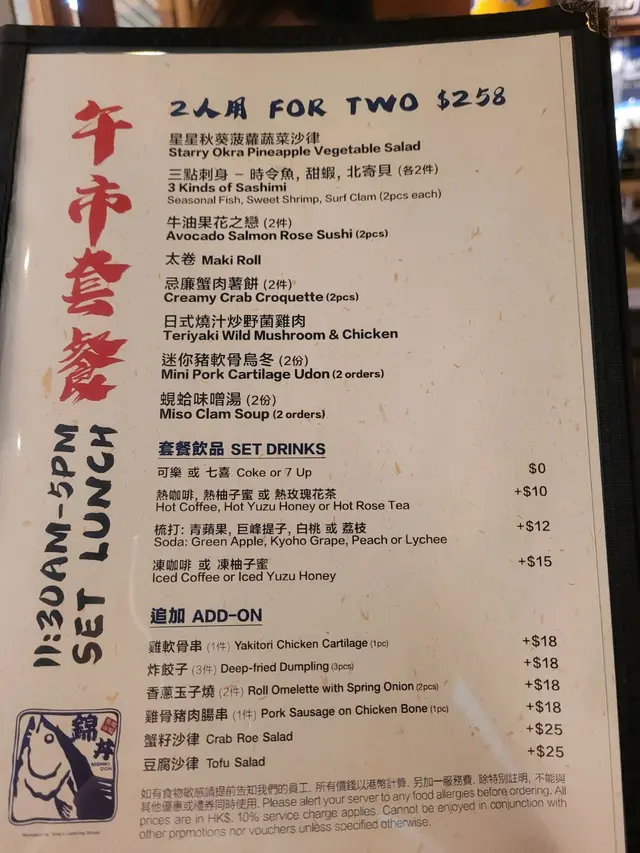 午市套餐
11:30AM-5PM
SET LUNCH
2人用 FOR TWO $258
星星秋葵菠蘿蔬菜沙律
Starry Okra Pineapple Vegetable Salad
三點刺身 - 時令魚, 甜蝦, 北寄貝 (各2件)
3 Kinds of Sashimi
Seasonal Fish, Sweet Shrimp, Surf Clam (2pcs each)
牛油果花之戀 (2件)
Avocado Salmon Rose Sushi (2pcs)
太卷 Maki Roll
忌廉蟹肉薯餅 (2件)
Creamy Crab Croquette (2pcs)
日式燒汁炒野菌雞肉
Teriyaki Wild Mushroom & Chicken
迷你豬軟骨烏冬 (2份)
Mini Pork Cartilage Udon (2 orders)
蜆蛤味噌湯 (2份)
Miso Clam Soup (2 orders)
套餐飲品 SET DRINKS
可樂 或 七喜 Coke or 7 Up $0
熱咖啡, 熱柚子蜜 或 熱玫瑰花茶 +$10
Hot Coffee, Hot Yuzu Honey or Hot Rose Tea
梳打: 青蘋果, 巨峰提子, 白桃 或 荔枝 +$12
Soda: Green Apple, Kyoho Grape, Peach or Lychee
凍咖啡 或 凍柚子蜜 +$15
Iced Coffee or Iced Yuzu Honey
追加 ADD-ON
雞軟骨串 (1件) Yakitori Chicken Cartilage (1pc) +$18
炸餃子 (3件) Deep-fried Dumpling (3pcs) +$18
香蔥玉子燒 (2件) Roll Omelette with Spring Onion (2pcs) +$18
雞骨豬肉腸串 (1件) Pork Sausage on Chicken Bone (1pc) +$18
蟹籽沙律 Crab Roe Salad +$25
豆腐沙律 Tofu Salad +$25
錦丼
NISHIKI DON
如有食物敏感請提前告知我們的員工. 所有價錢以港幣計算. 另加一服務費. 除特別註明, 不能與
其他優惠或禮券同時使用. Please alert your server to any food allergies before ordering. All
prices are in HK$. 10% service charge applies. Cannot be enjoyed in conjunction with
other promotions nor vouchers unless specified otherwise.